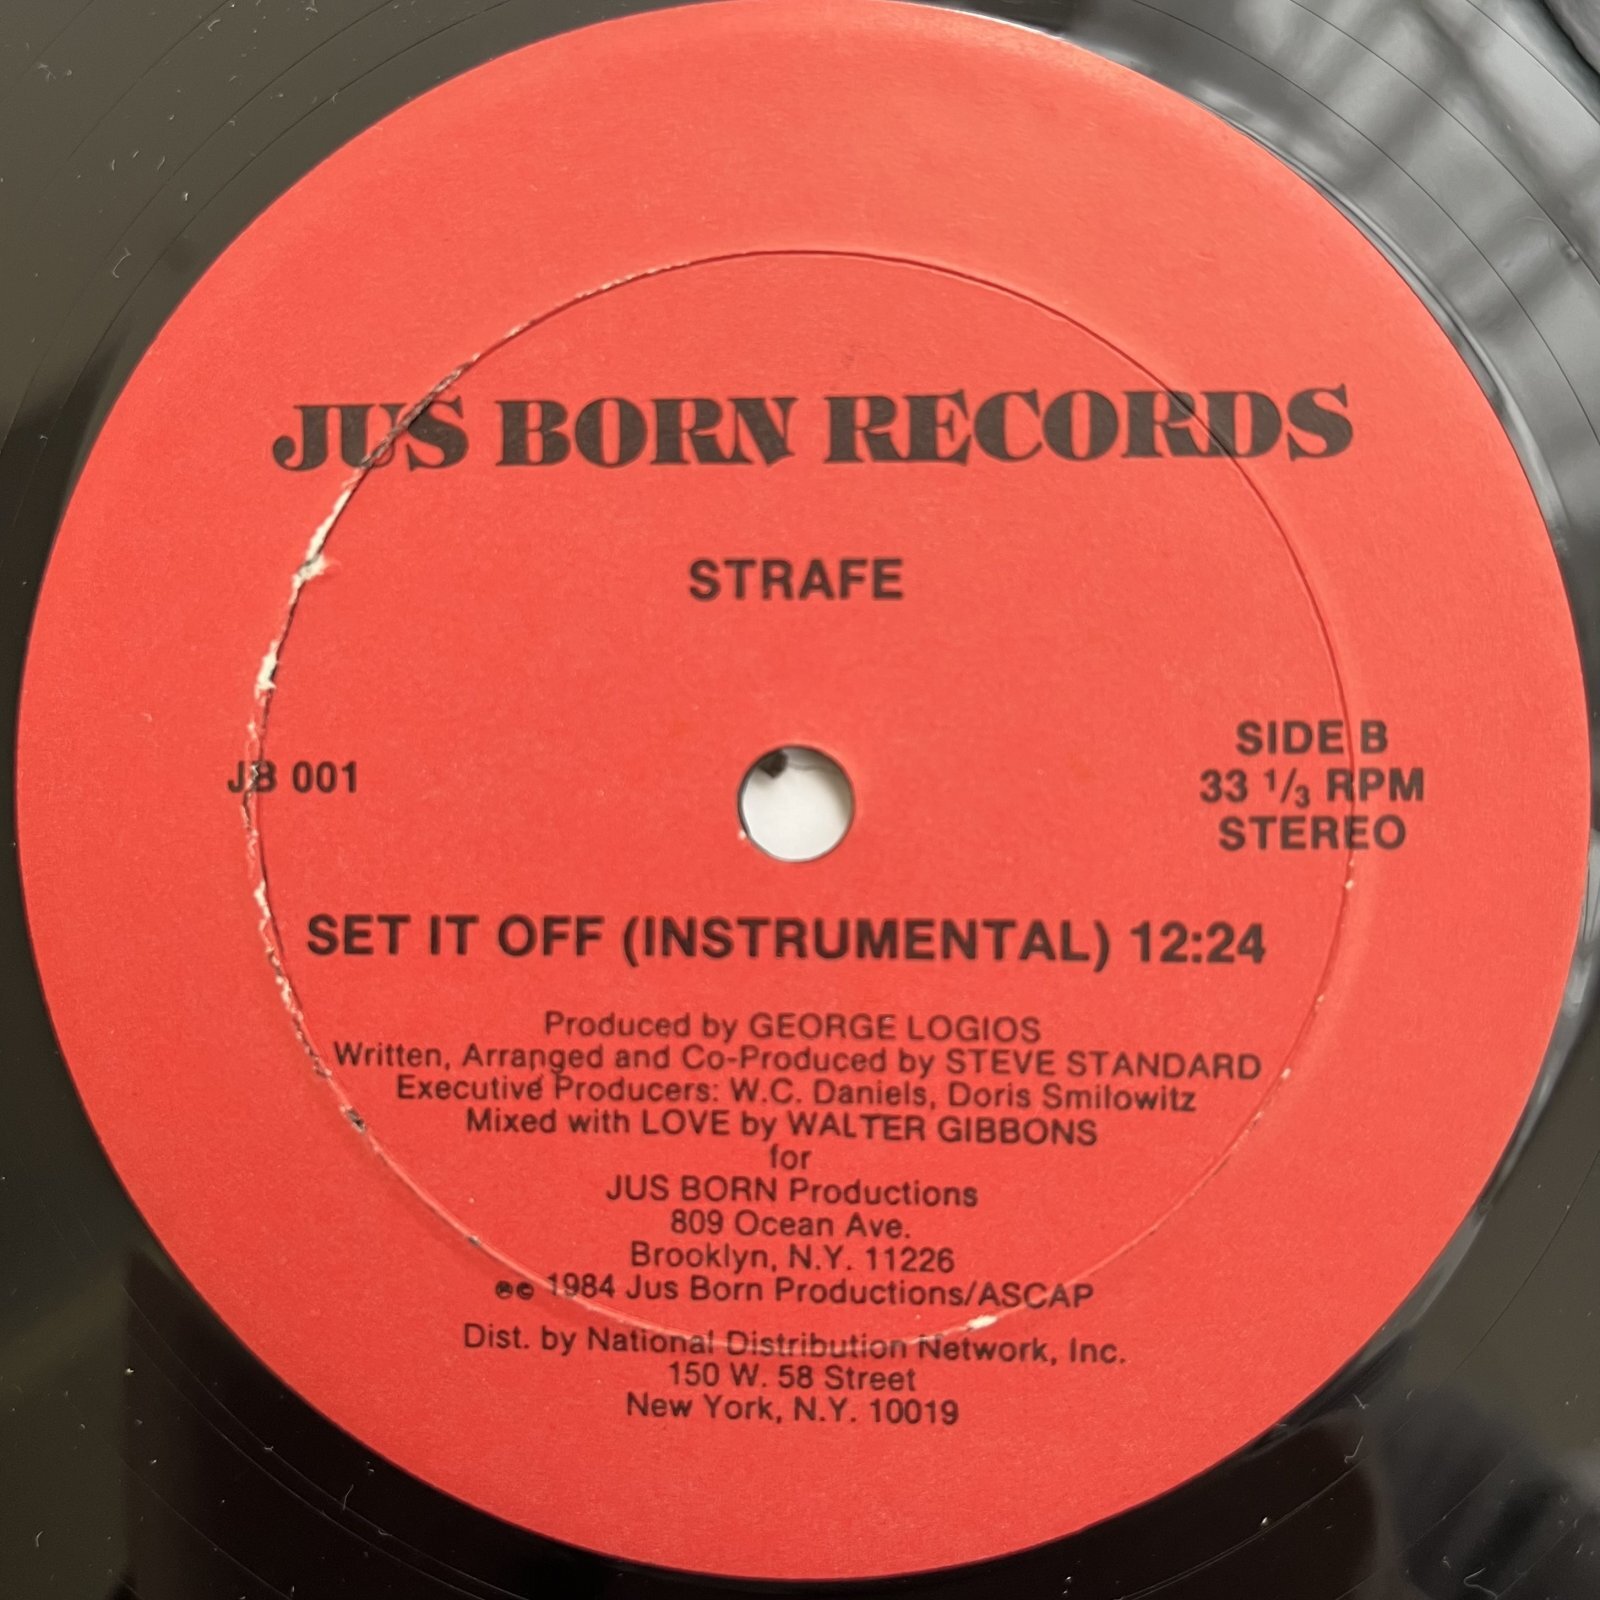 JUS BORN RECORDS
STRAFE
JB 001
SIDE B
33 1/3 RPM
STEREO
SET IT OFF (INSTRUMENTAL) 12:24
Produced by GEORGE LOGIOS
Written, Arranged and Co-Produced by STEVE STANDARD
Executive Producers: W.C. Daniels, Doris Smilowitz
Mixed with LOVE by WALTER GIBBONS
for
JUS BORN Productions
809 Ocean Ave.
Brooklyn, N.Y. 11226
℗© 1984 Jus Born Productions/ASCAP
Dist. by National Distribution Network, Inc.
150 W. 58 Street
New York, N.Y. 10019